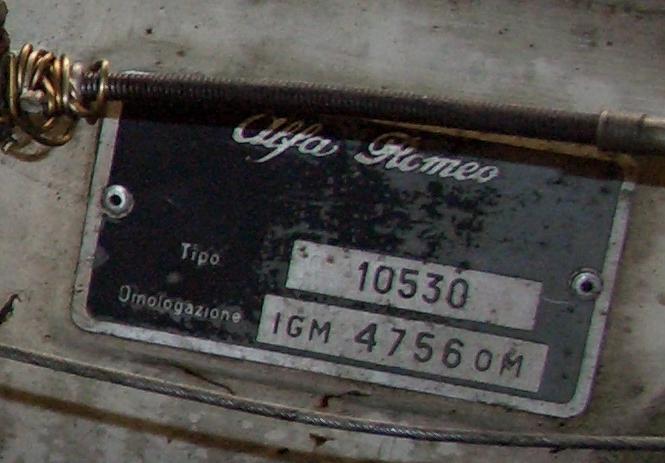 Alfa Romeo
Tipo 10530
Omologazione IGM 4756 OM